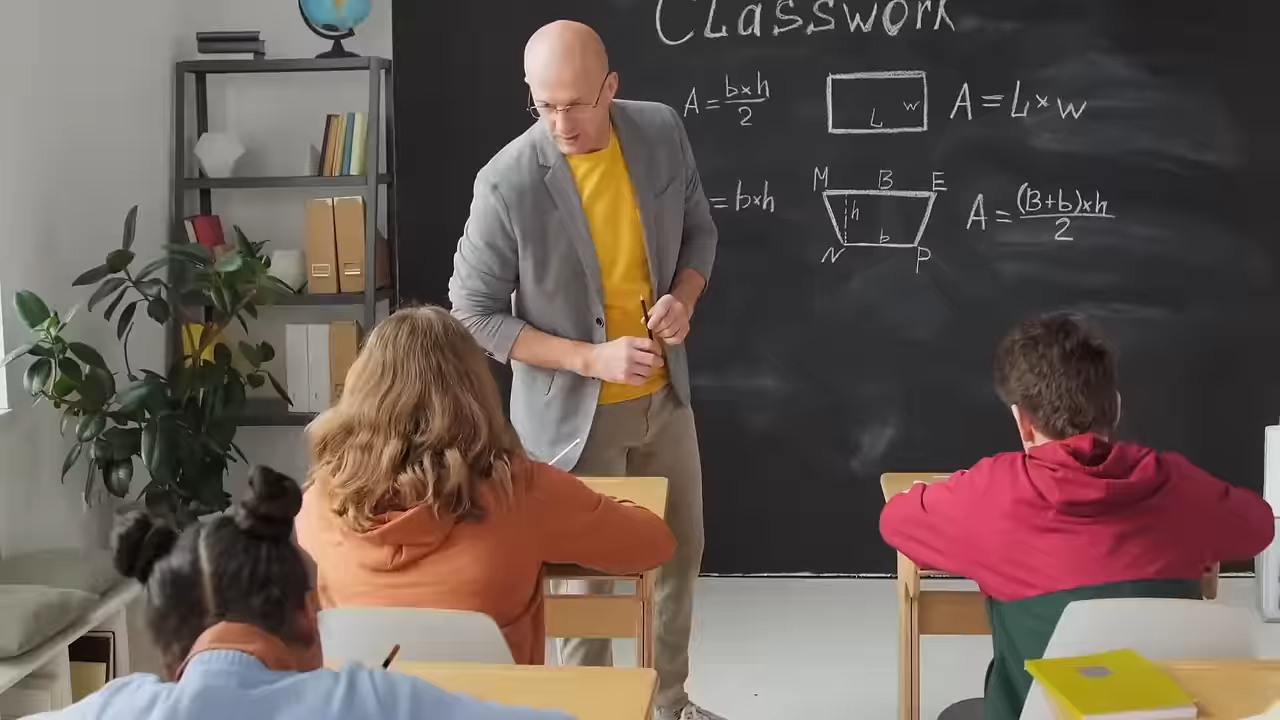 Classwork
A = b×h/2
L w A = L×w
= b×h
M B E
h
b
N P
A = (B+b)×h/2